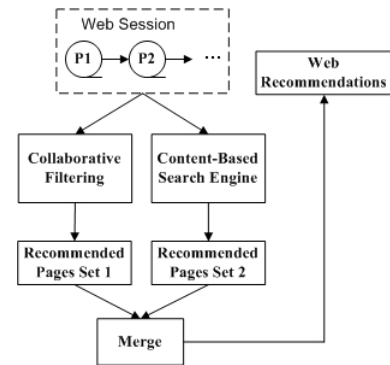 Web Session
P1
P2
...
Web
Recommendations
Collaborative
Filtering
Content-Based
Search Engine
Recommended
Pages Set 1
Recommended
Pages Set 2
Merge